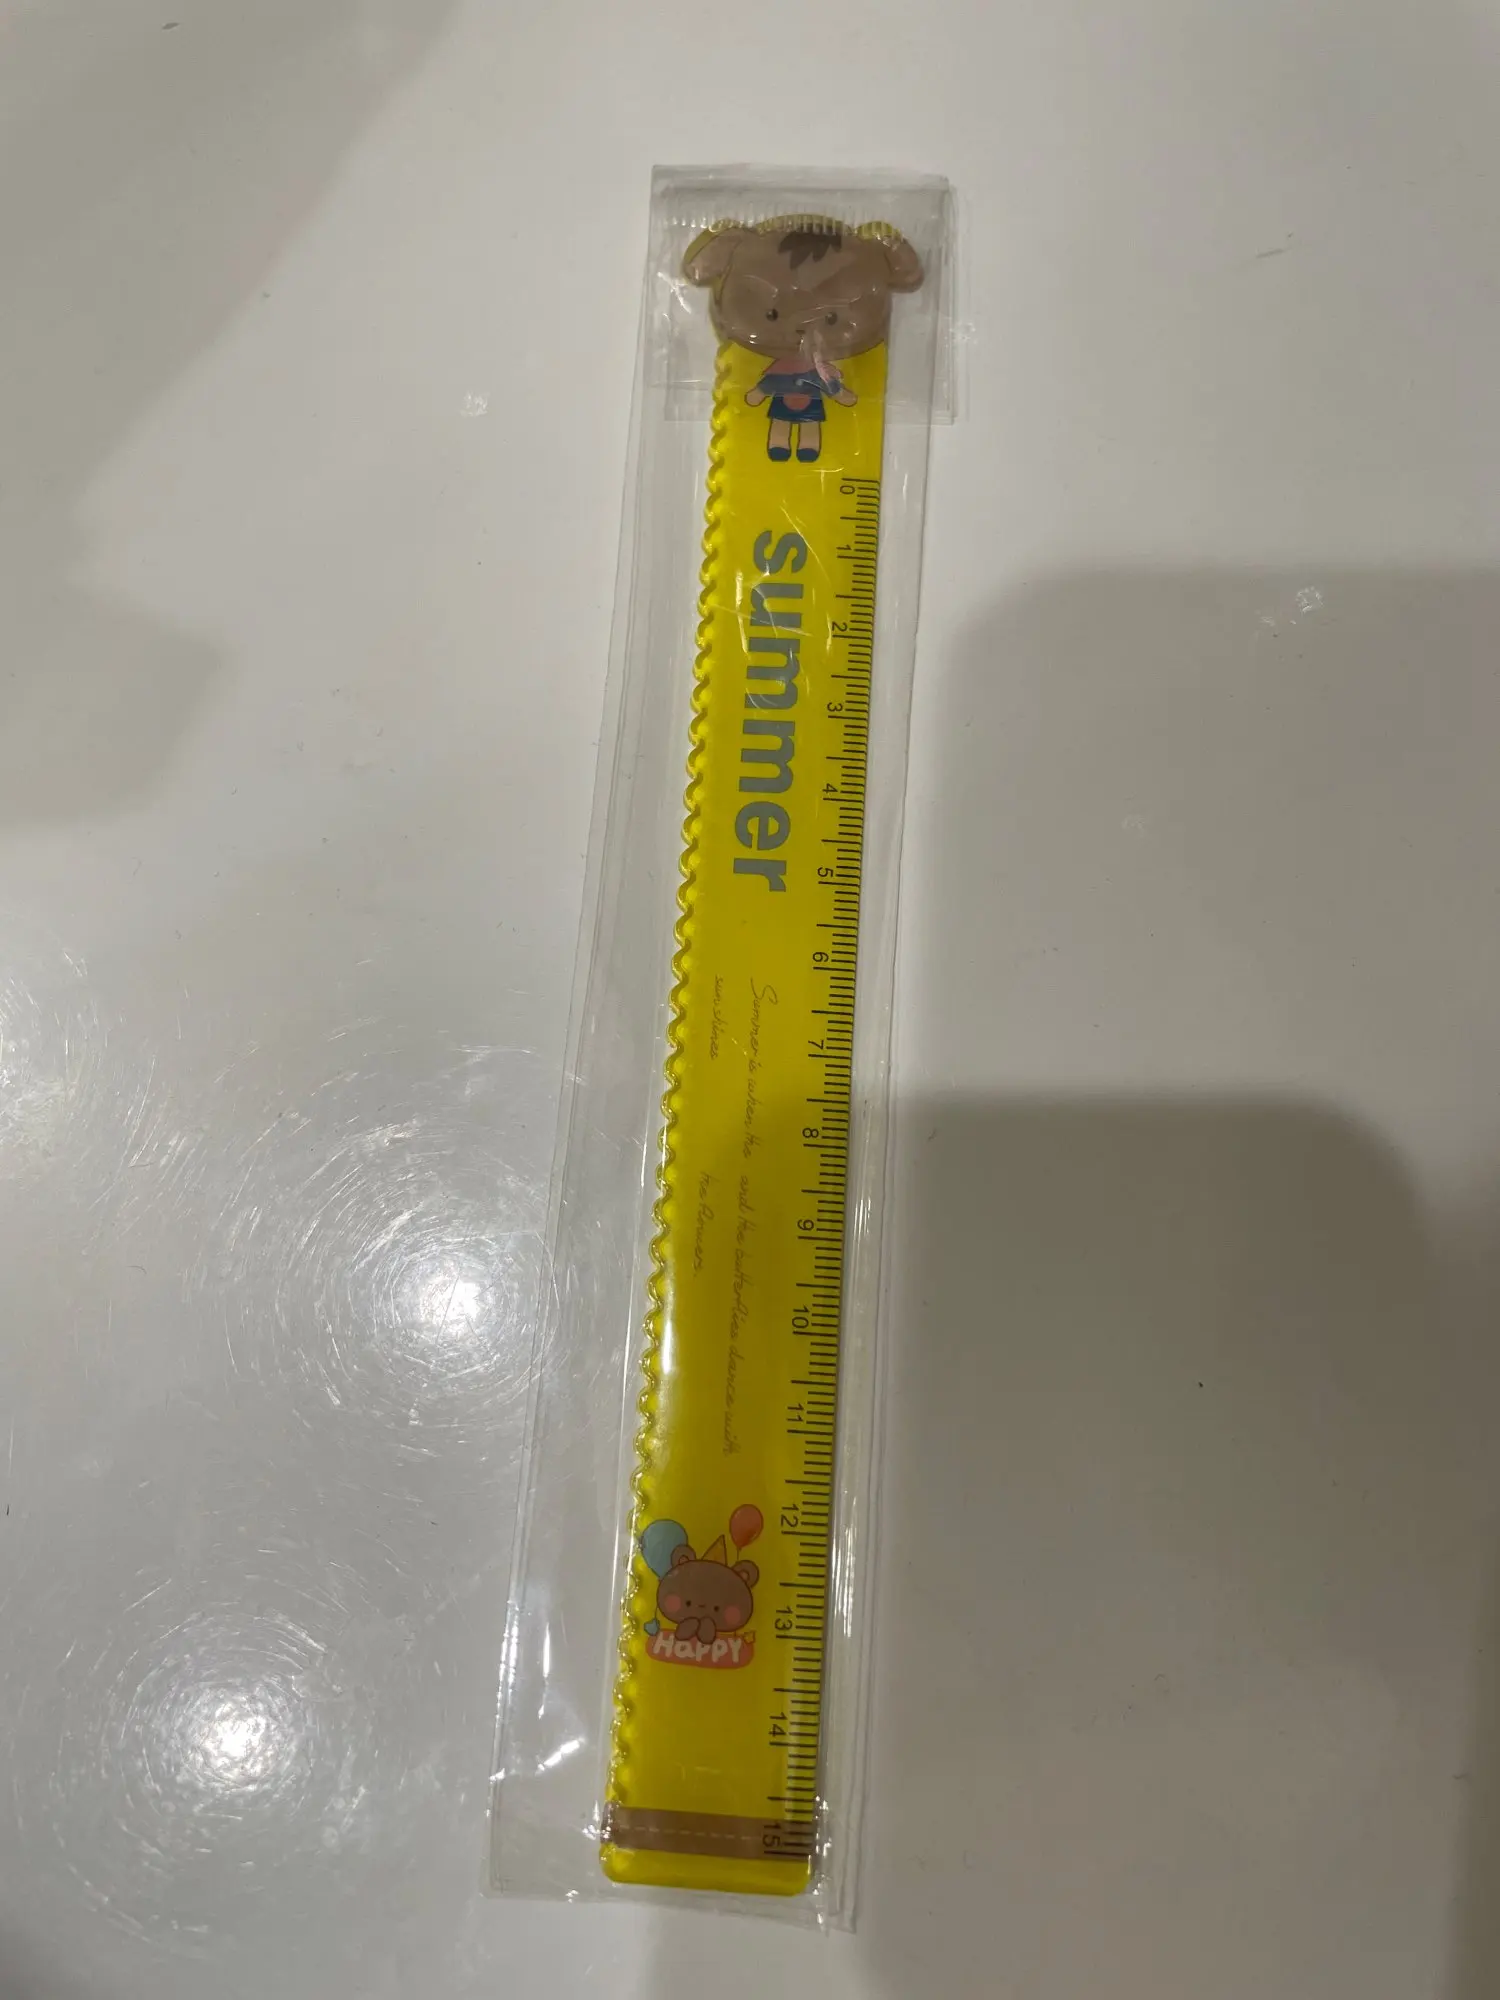 0 1 2 3 4 5 6 7 8 9 10 11 12 13 14 15
summer
Summer is when the
sunshines
and the butterflies dance with
the flowers.
Happy